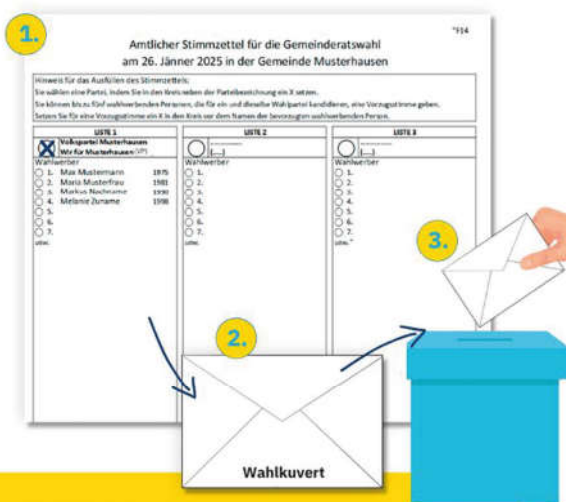 1.
"F14
Amtlicher Stimmzettel für die Gemeinderatswahl
am 26. Jänner 2025 in der Gemeinde Musterhausen
Hinweis für das Ausfüllen des Stimmzettels:
Sie wählen eine Partei, indem Sie in den Kreis neben der Parteibezeichnung ein X setzen.
Sie können bis zu fünf wahlwerbenden Personen, die für ein und dieselbe Wahlpartei kandidieren, eine Vorzugsstimme geben.
Setzen Sie für eine Vorzugsstimme ein X in den Kreis vor dem Namen der bevorzugten wahlwerbenden Person.
LISTE 1
Volkspartei Musterhausen
Wir für Musterhausen (VP)
Wahlwerber
1. Max Mustermann 1975
2. Maria Musterfrau 1981
3. Markus Nachname 1990
4. Melanie Zuname 1998
5.
6.
7.
usw.
LISTE 2
(....)
Wahlwerber
1.
2.
3.
4.
5.
6.
7.
usw.
LISTE 3
(....)
Wahlwerber
1.
2.
3.
4.
5.
6.
7.
usw."
2.
Wahlkuvert
3.